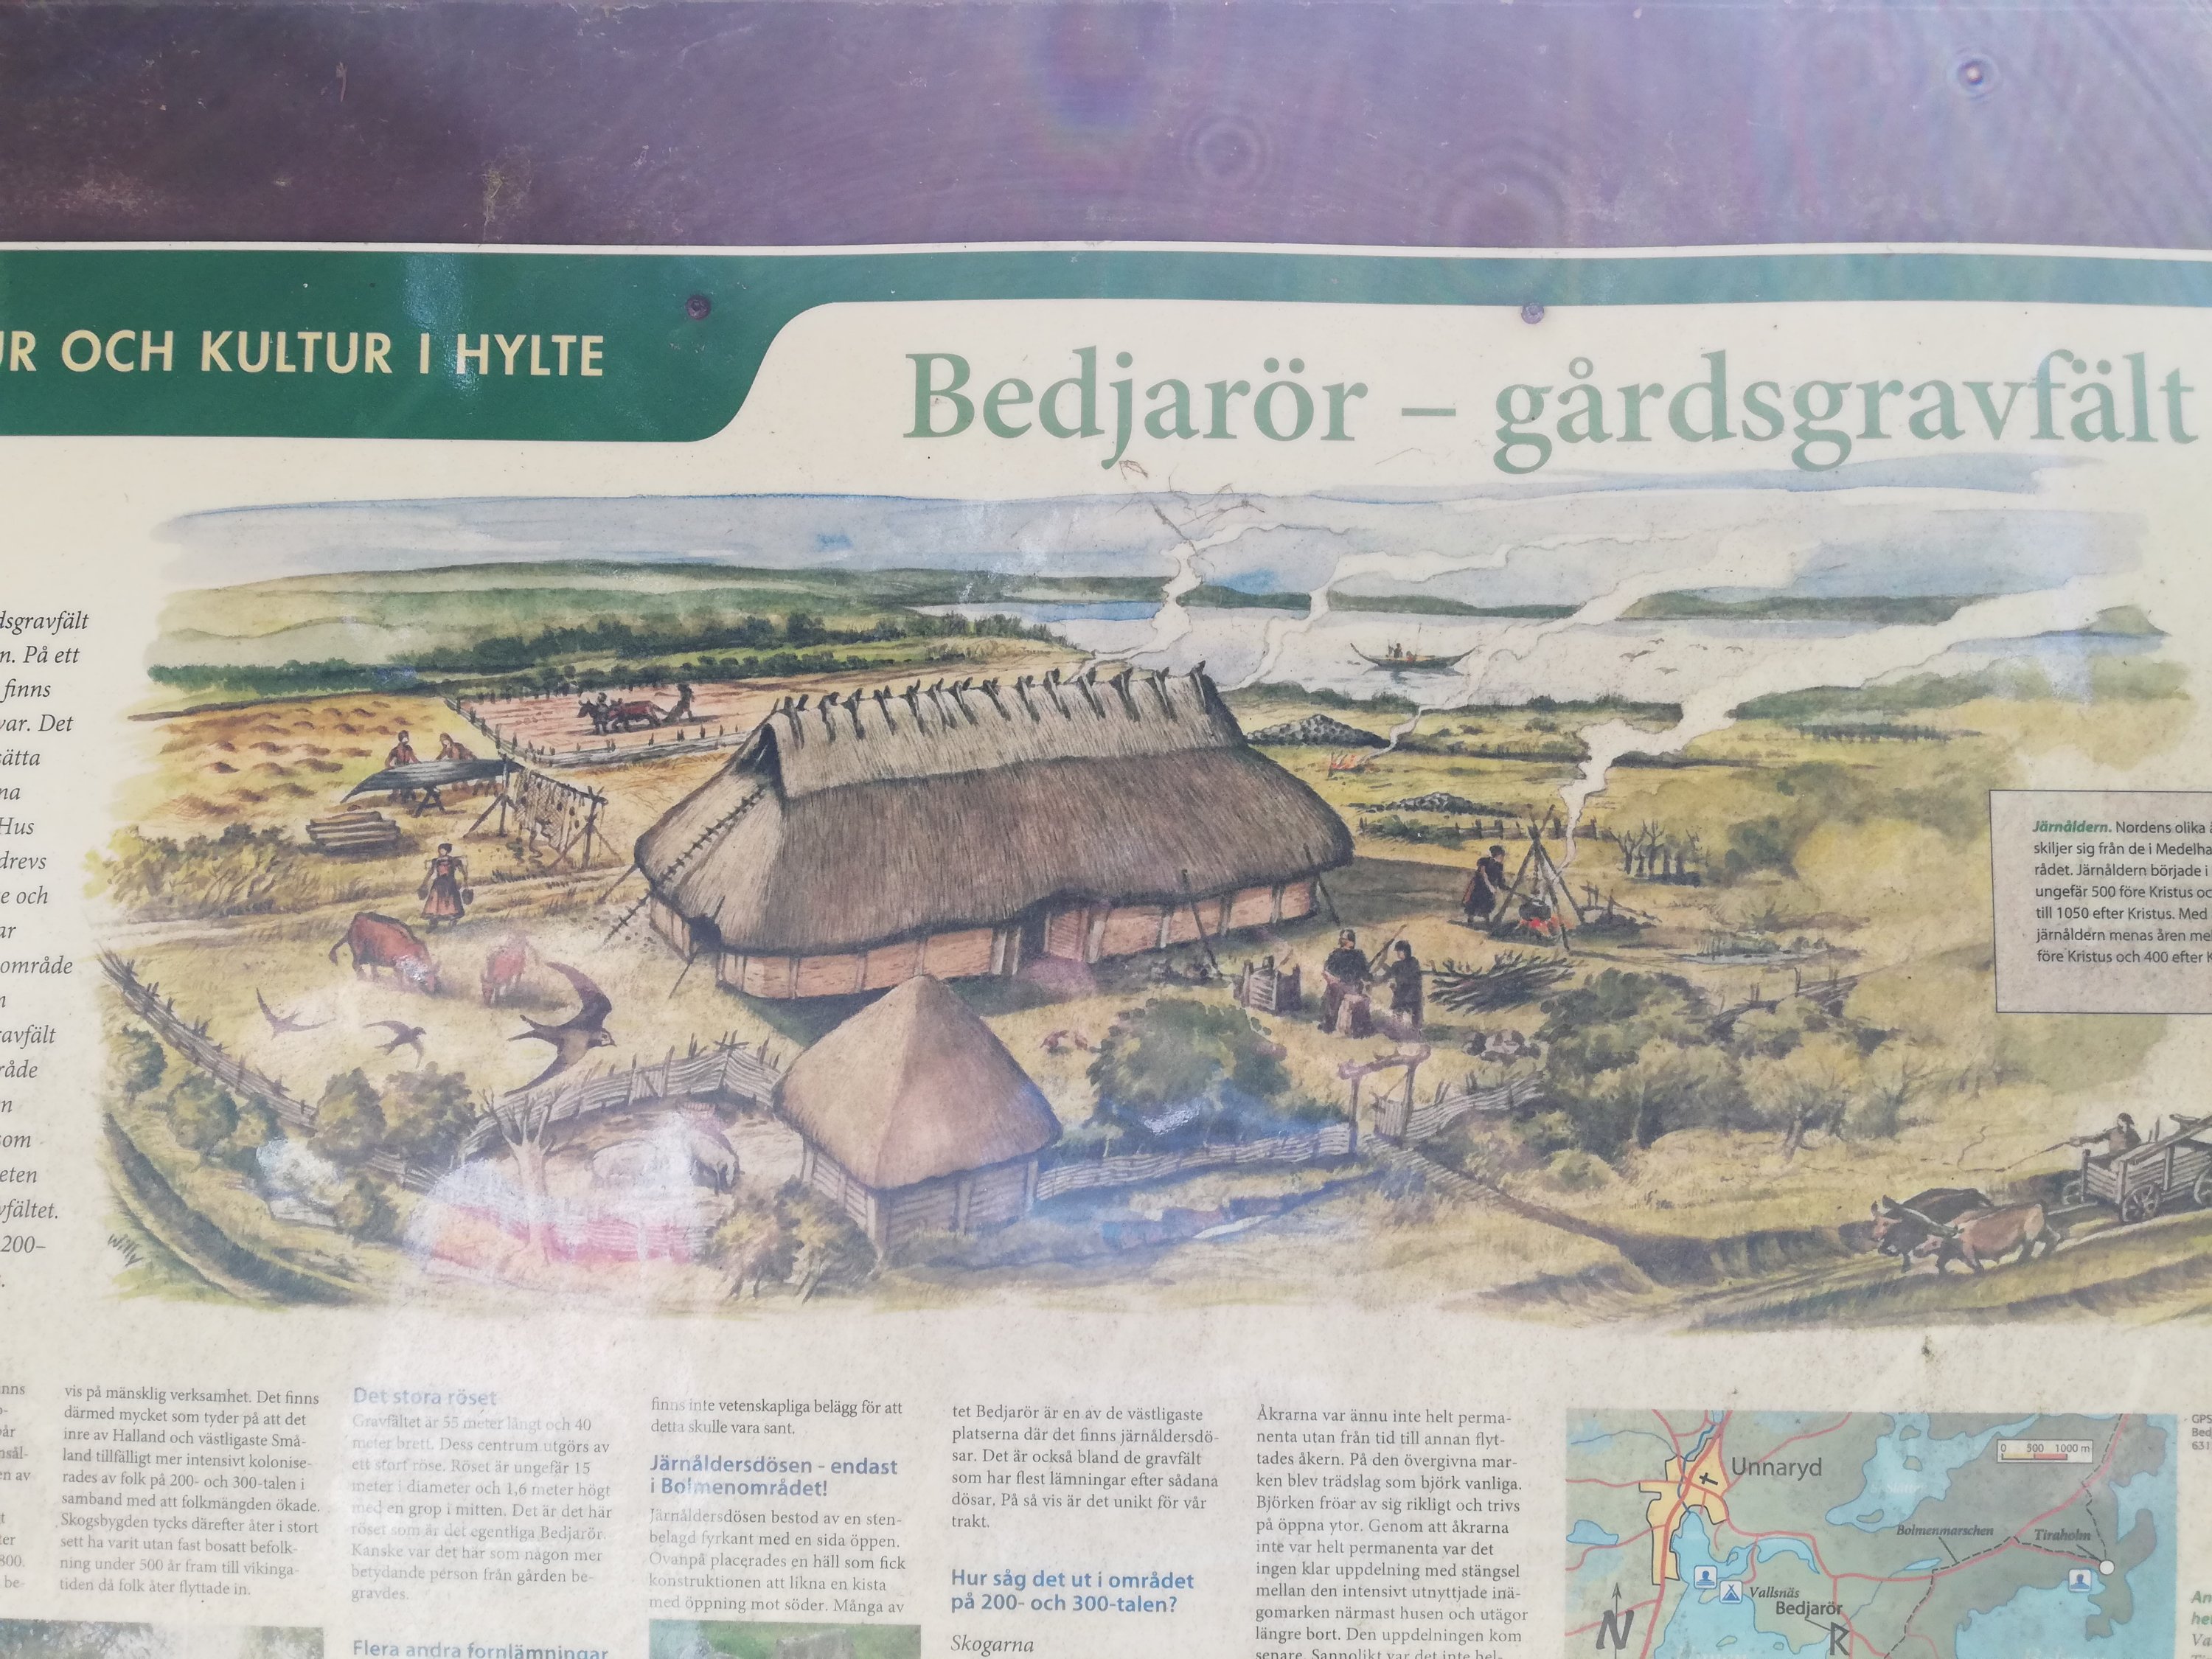 UR OCH KULTUR I HYLTE
Bedjarör – gårdsgravfält
dsgravfält
n. På ett
finns
var. Det
sätta
na
Hus
drevs
e och
ar
område
n
ravfält
råde
n
som
eten
vfältet.
200–
Willy
Järnåldern. Nordens olika
skiljer sig från de i Medelha
rådet. Järnåldern började i
ungefär 500 före Kristus oc
till 1050 efter Kristus. Med
järnåldern menas åren mel
före Kristus och 400 efter K
nns
vis på mänsklig verksamhet. Det finns
därmed mycket som tyder på att det
inre av Halland och västligaste Små-
land tillfälligt mer intensivt kolonise-
rades av folk på 200- och 300-talen i
samband med att folkmängden ökade.
Skogsbygden tycks därefter åter i stort
sett ha varit utan fast bosatt befolk-
ning under 500 år fram till vikinga-
tiden då folk åter flyttade in.
Det stora röset
Gravfältet är 55 meter långt och 40
meter brett. Dess centrum utgörs av
ett stort röse. Röset är ungefär 15
meter i diameter och 1,6 meter högt
med en grop i mitten. Det är det här
röset som är det egentliga Bedjarör.
Kanske var det här som någon mer
betydande person från gården be-
gravdes.
Flera andra fornlämningar
finns inte vetenskapliga belägg för att
detta skulle vara sant.
Järnåldersdösen - endast
i Bolmenområdet!
Järnåldersdösen bestod av en sten-
belagd fyrkant med en sida öppen.
Ovanpå placerades en häll som fick
konstruktionen att likna en kista
med öppning mot söder. Många av
tet Bedjarör är en av de västligaste
platserna där det finns järnåldersdö-
sar. Det är också bland de gravfält
som har flest lämningar efter sådana
dösar. På så vis är det unikt för vår
trakt.
Hur såg det ut i området
på 200- och 300-talen?
Skogarna
Åkrarna var ännu inte helt perma-
nenta utan från tid till annan flyt-
tades åkern. På den övergivna mar-
ken blev trädslag som björk vanliga.
Björken fröar av sig rikligt och trivs
på öppna ytor. Genom att åkrarna
inte var helt permanenta var det
ingen klar uppdelning med stängsel
mellan den intensivt utnyttjade inä-
gomarken närmast husen och utägor
längre bort. Den uppdelningen kom
senare. Sannolikt var det inte hel-
0 500 1000 m
Unnaryd
Bolmenmarschen
Tiraholm
Vallsnäs
Bedjarör
N
R
GPS
Bed
631